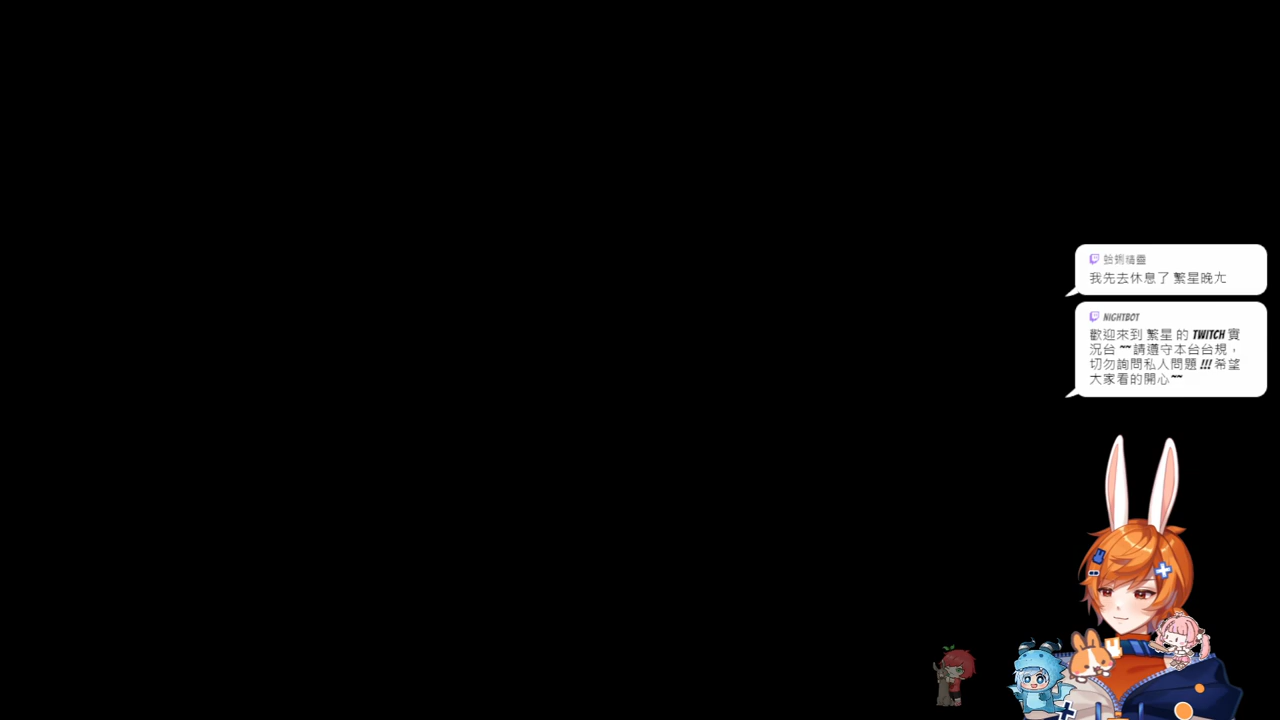 蛤蜊精靈
我先去休息了 繁星晚ㄤ
NIGHTBOT
歡迎來到 繁星 的 TWITCH 實
況台 ~~ 請遵守本台台規，
切勿詢問私人問題 !!! 希望
大家看的開心~~